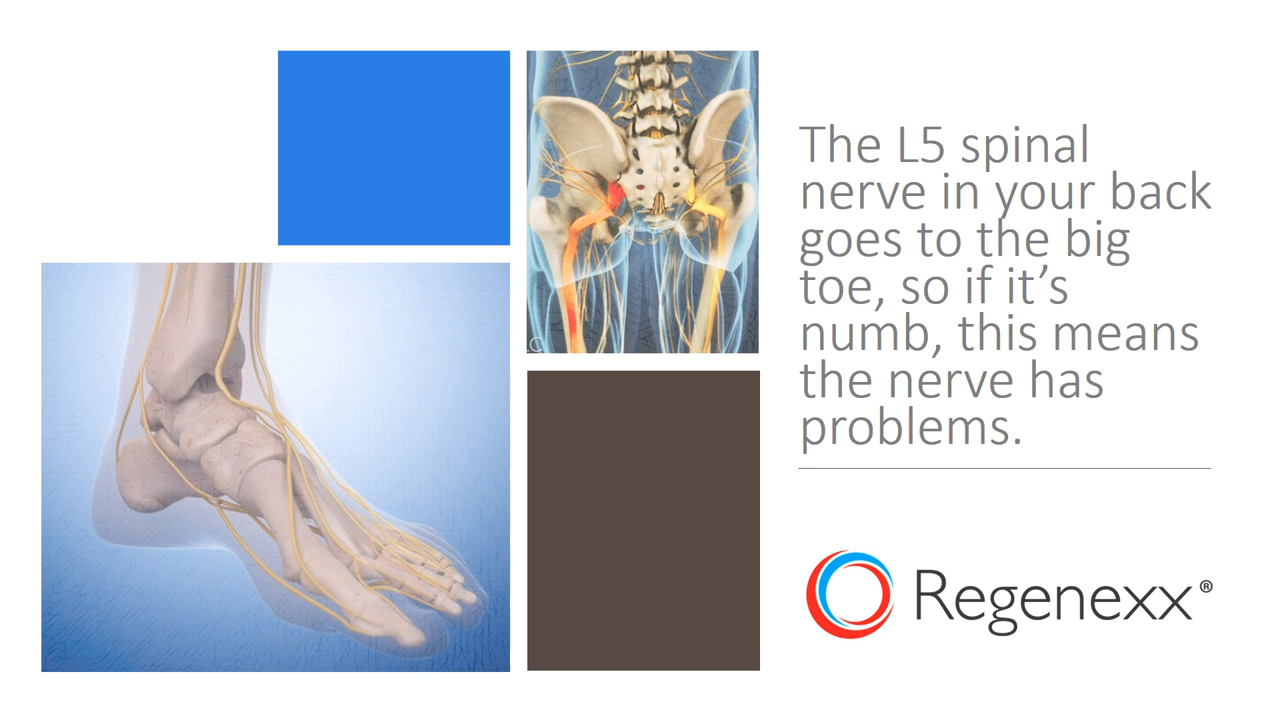 The L5 spinal
nerve in your back
goes to the big
toe, so if it’s
numb, this means
the nerve has
problems.
Regenexx®